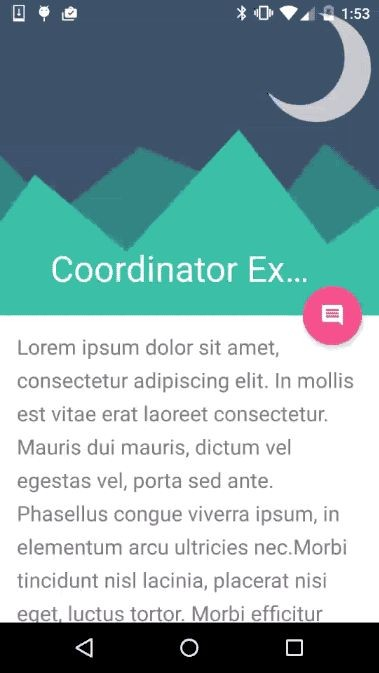 1:53
Coordinator Ex...
Lorem ipsum dolor sit amet,
consectetur adipiscing elit. In mollis
est vitae erat laoreet consectetur.
Mauris dui mauris, dictum vel
egestas vel, porta sed ante.
Phasellus congue viverra ipsum, in
elementum arcu ultricies nec.Morbi
tincidunt nisl lacinia, placerat nisi
eget, luctus tortor. Morbi efficitur